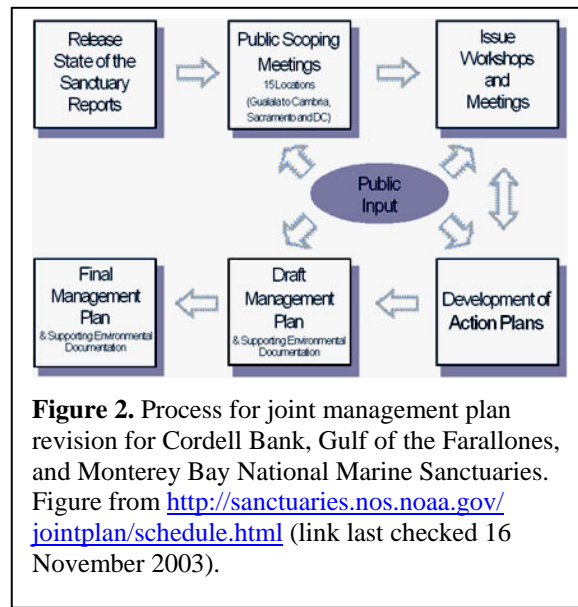 Release
State of the
Sanctuary
Reports
Public Scoping
Meetings
15 Locations
(Gualala to Cambria,
Sacramento and DC)
Issue
Workshops
and
Meetings
Public
Input
Final
Management
Plan
& Supporting Environmental
Documentation
Draft
Management
Plan
& Supporting Environmental
Documentation
Development of
Action Plans
Figure 2. Process for joint management plan
revision for Cordell Bank, Gulf of the Farallones,
and Monterey Bay National Marine Sanctuaries.
Figure from http://sanctuaries.nos.noaa.gov/
jointplan/schedule.html (link last checked 16
November 2003).